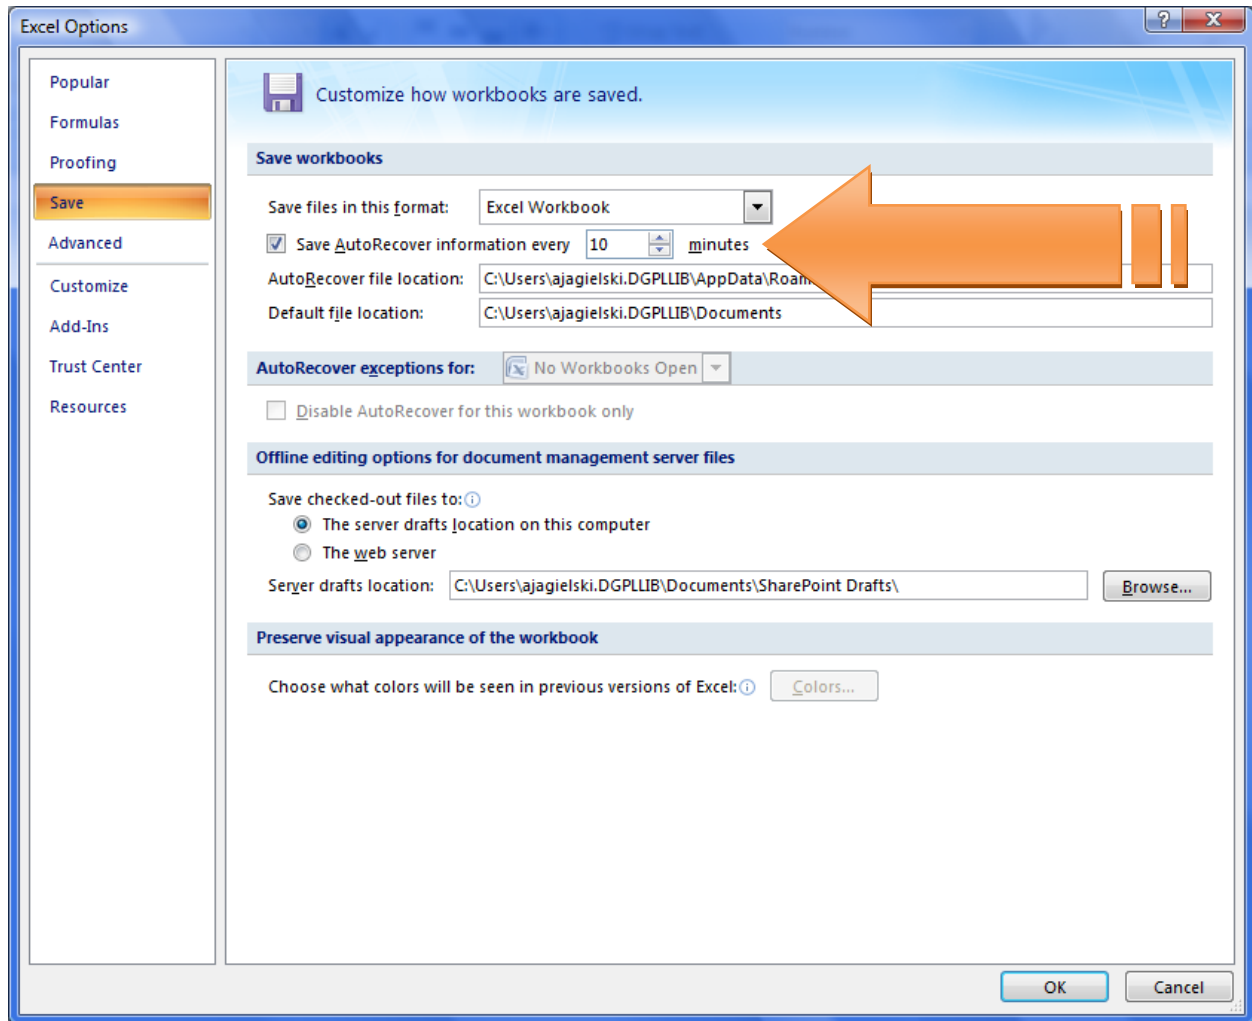 Excel Options
Popular
Formulas
Proofing
Save
Advanced
Customize
Add-Ins
Trust Center
Resources
Customize how workbooks are saved.
Save workbooks
Save files in this format: Excel Workbook
Save AutoRecover information every 10 minutes
AutoRecover file location: C:\Users\ajagielski.DGPLLIB\AppData\Roam
Default file location: C:\Users\ajagielski.DGPLLIB\Documents
AutoRecover exceptions for: No Workbooks Open
Disable AutoRecover for this workbook only
Offline editing options for document management server files
Save checked-out files to:
The server drafts location on this computer
The web server
Server drafts location: C:\Users\ajagielski.DGPLLIB\Documents\SharePoint Drafts\
Browse...
Preserve visual appearance of the workbook
Choose what colors will be seen in previous versions of Excel: Colors...
OK Cancel